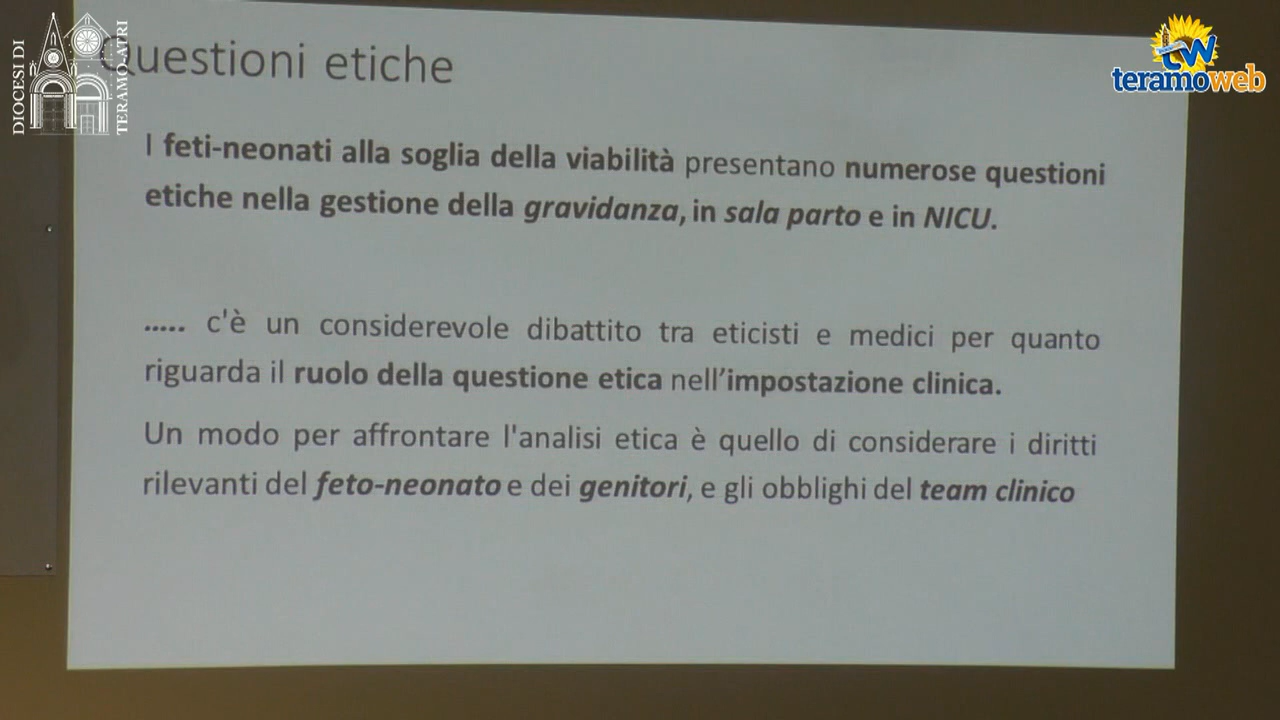 DIOCESI DI
TERAMO-ATRI
tw
teramoweb
Questioni etiche
I feti-neonati alla soglia della viabilità presentano numerose questioni
etiche nella gestione della gravidanza, in sala parto e in NICU.
..... c'è un considerevole dibattito tra eticisti e medici per quanto
riguarda il ruolo della questione etica nell'impostazione clinica.
Un modo per affrontare l'analisi etica è quello di considerare i diritti
rilevanti del feto-neonato e dei genitori, e gli obblighi del team clinico